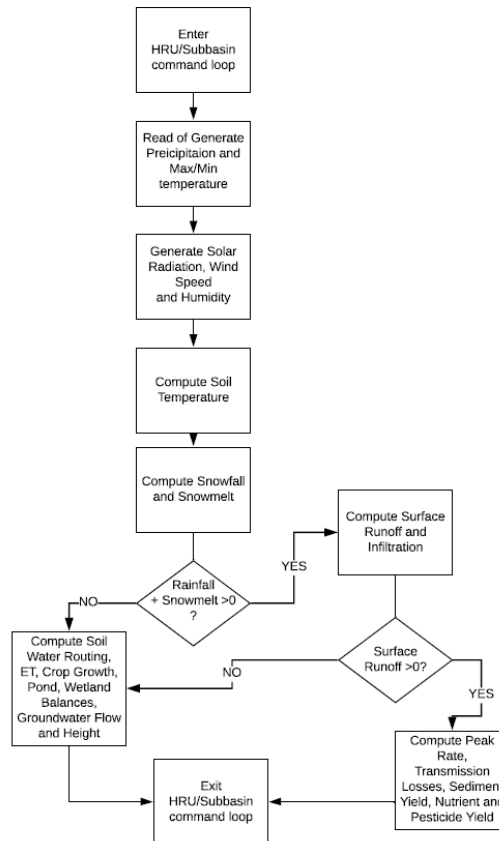 Enter
HRU/Subbasin
command loop
Read of Generate
Preicipitaion and
Max/Min
temperature
Generate Solar
Radiation, Wind
Speed
and Humidity
Compute Soil
Temperature
Compute Snowfall
and Snowmelt
Compute Surface
Runoff and
Infiltration
YES
Rainfall
+ Snowmelt >0
?
NO
Compute Soil
Water Routing,
ET, Crop Growth,
Pond, Wetland
Balances,
Groundwater Flow
and Height
Surface
Runoff >0?
NO
YES
Compute Peak
Rate,
Transmission
Losses, Sediment
Yield, Nutrient and
Pesticide Yield
Exit
HRU/Subbasin
command loop